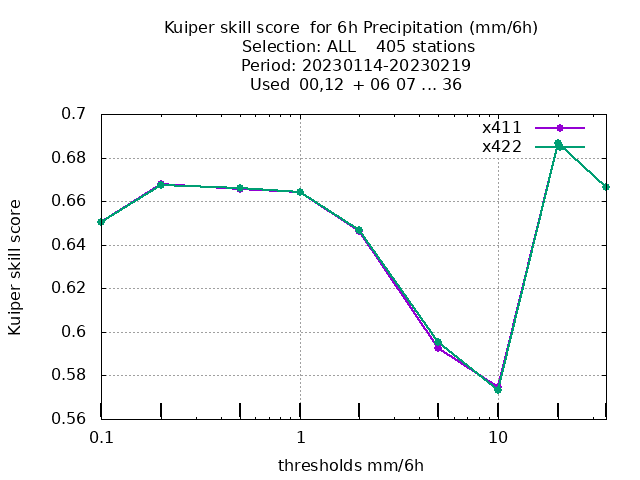 Kuiper skill score  for 6h Precipitation (mm/6h)
Selection: ALL    405 stations
Period: 20230114-20230219
Used  00,12  + 06 07 ... 36
0.7
0.68
0.66
0.64
0.62
0.6
0.58
0.56
Kuiper skill score
x411
x422
0.1
1
10
thresholds mm/6h